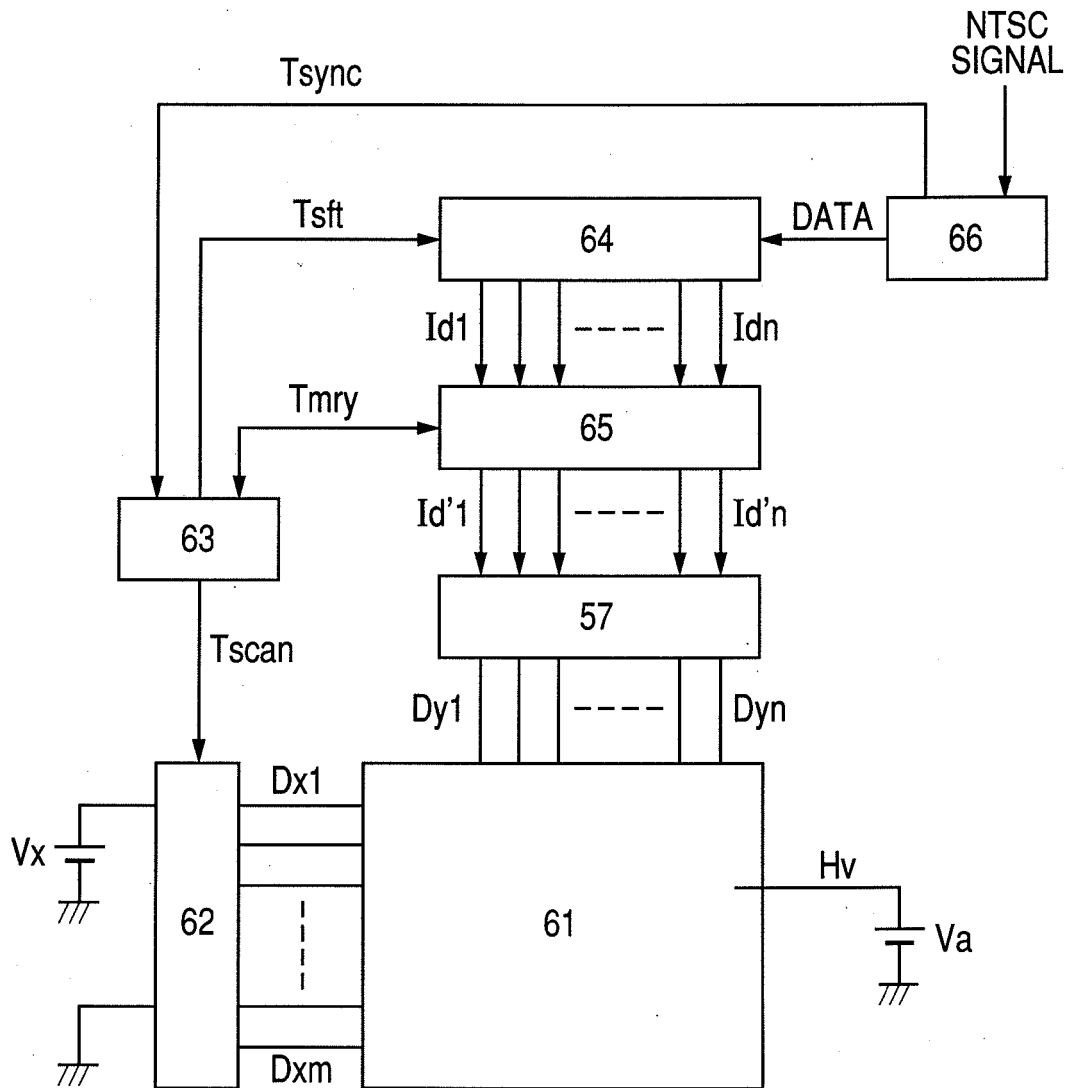 NTSC
SIGNAL
Tsync
Tsft
64
DATA
66
Id1
Idn
Tmry
65
63
Id'1
Id'n
57
Tscan
Dy1
Dyn
Dx1
Vx
62
61
Hv
Va
Dxm